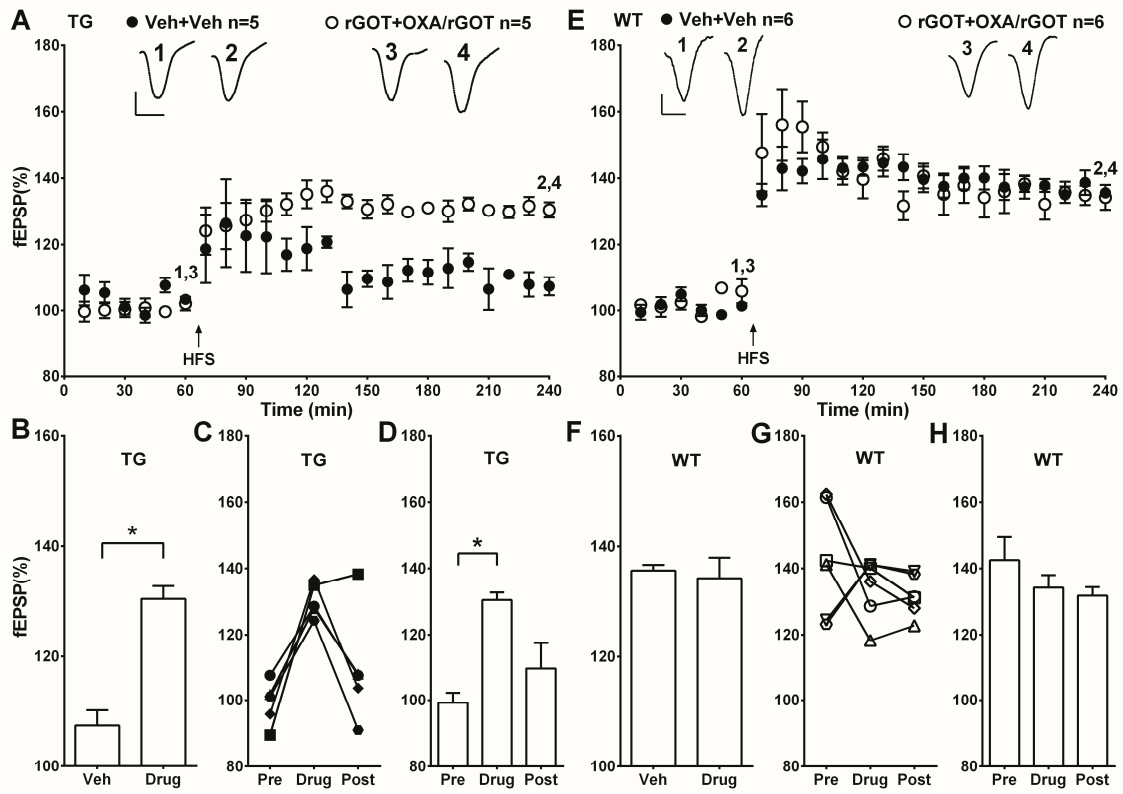 A TG ● Veh+Veh n=5 ○ rGOT+OXA/rGOT n=5
180
160
140
120
100
80
fEPSP(%)
1 2 3 4
1,3
2,4
HFS
0 30 60 90 120 150 180 210 240
Time (min)
E WT ● Veh+Veh n=6 ○ rGOT+OXA/rGOT n=6
180
160
140
120
100
80
1 2 3 4
1,3
2,4
HFS
0 30 60 90 120 150 180 210 240
Time (min)
B
TG
160
140
120
100
fEPSP(%)
*
Veh Drug
C
TG
180
160
140
120
100
80
Pre Drug Post
D
TG
180
160
140
120
100
80
*
Pre Drug Post
F
WT
160
140
120
100
Veh Drug
G
WT
180
160
140
120
100
80
Pre Drug Post
H
WT
180
160
140
120
100
80
Pre Drug Post